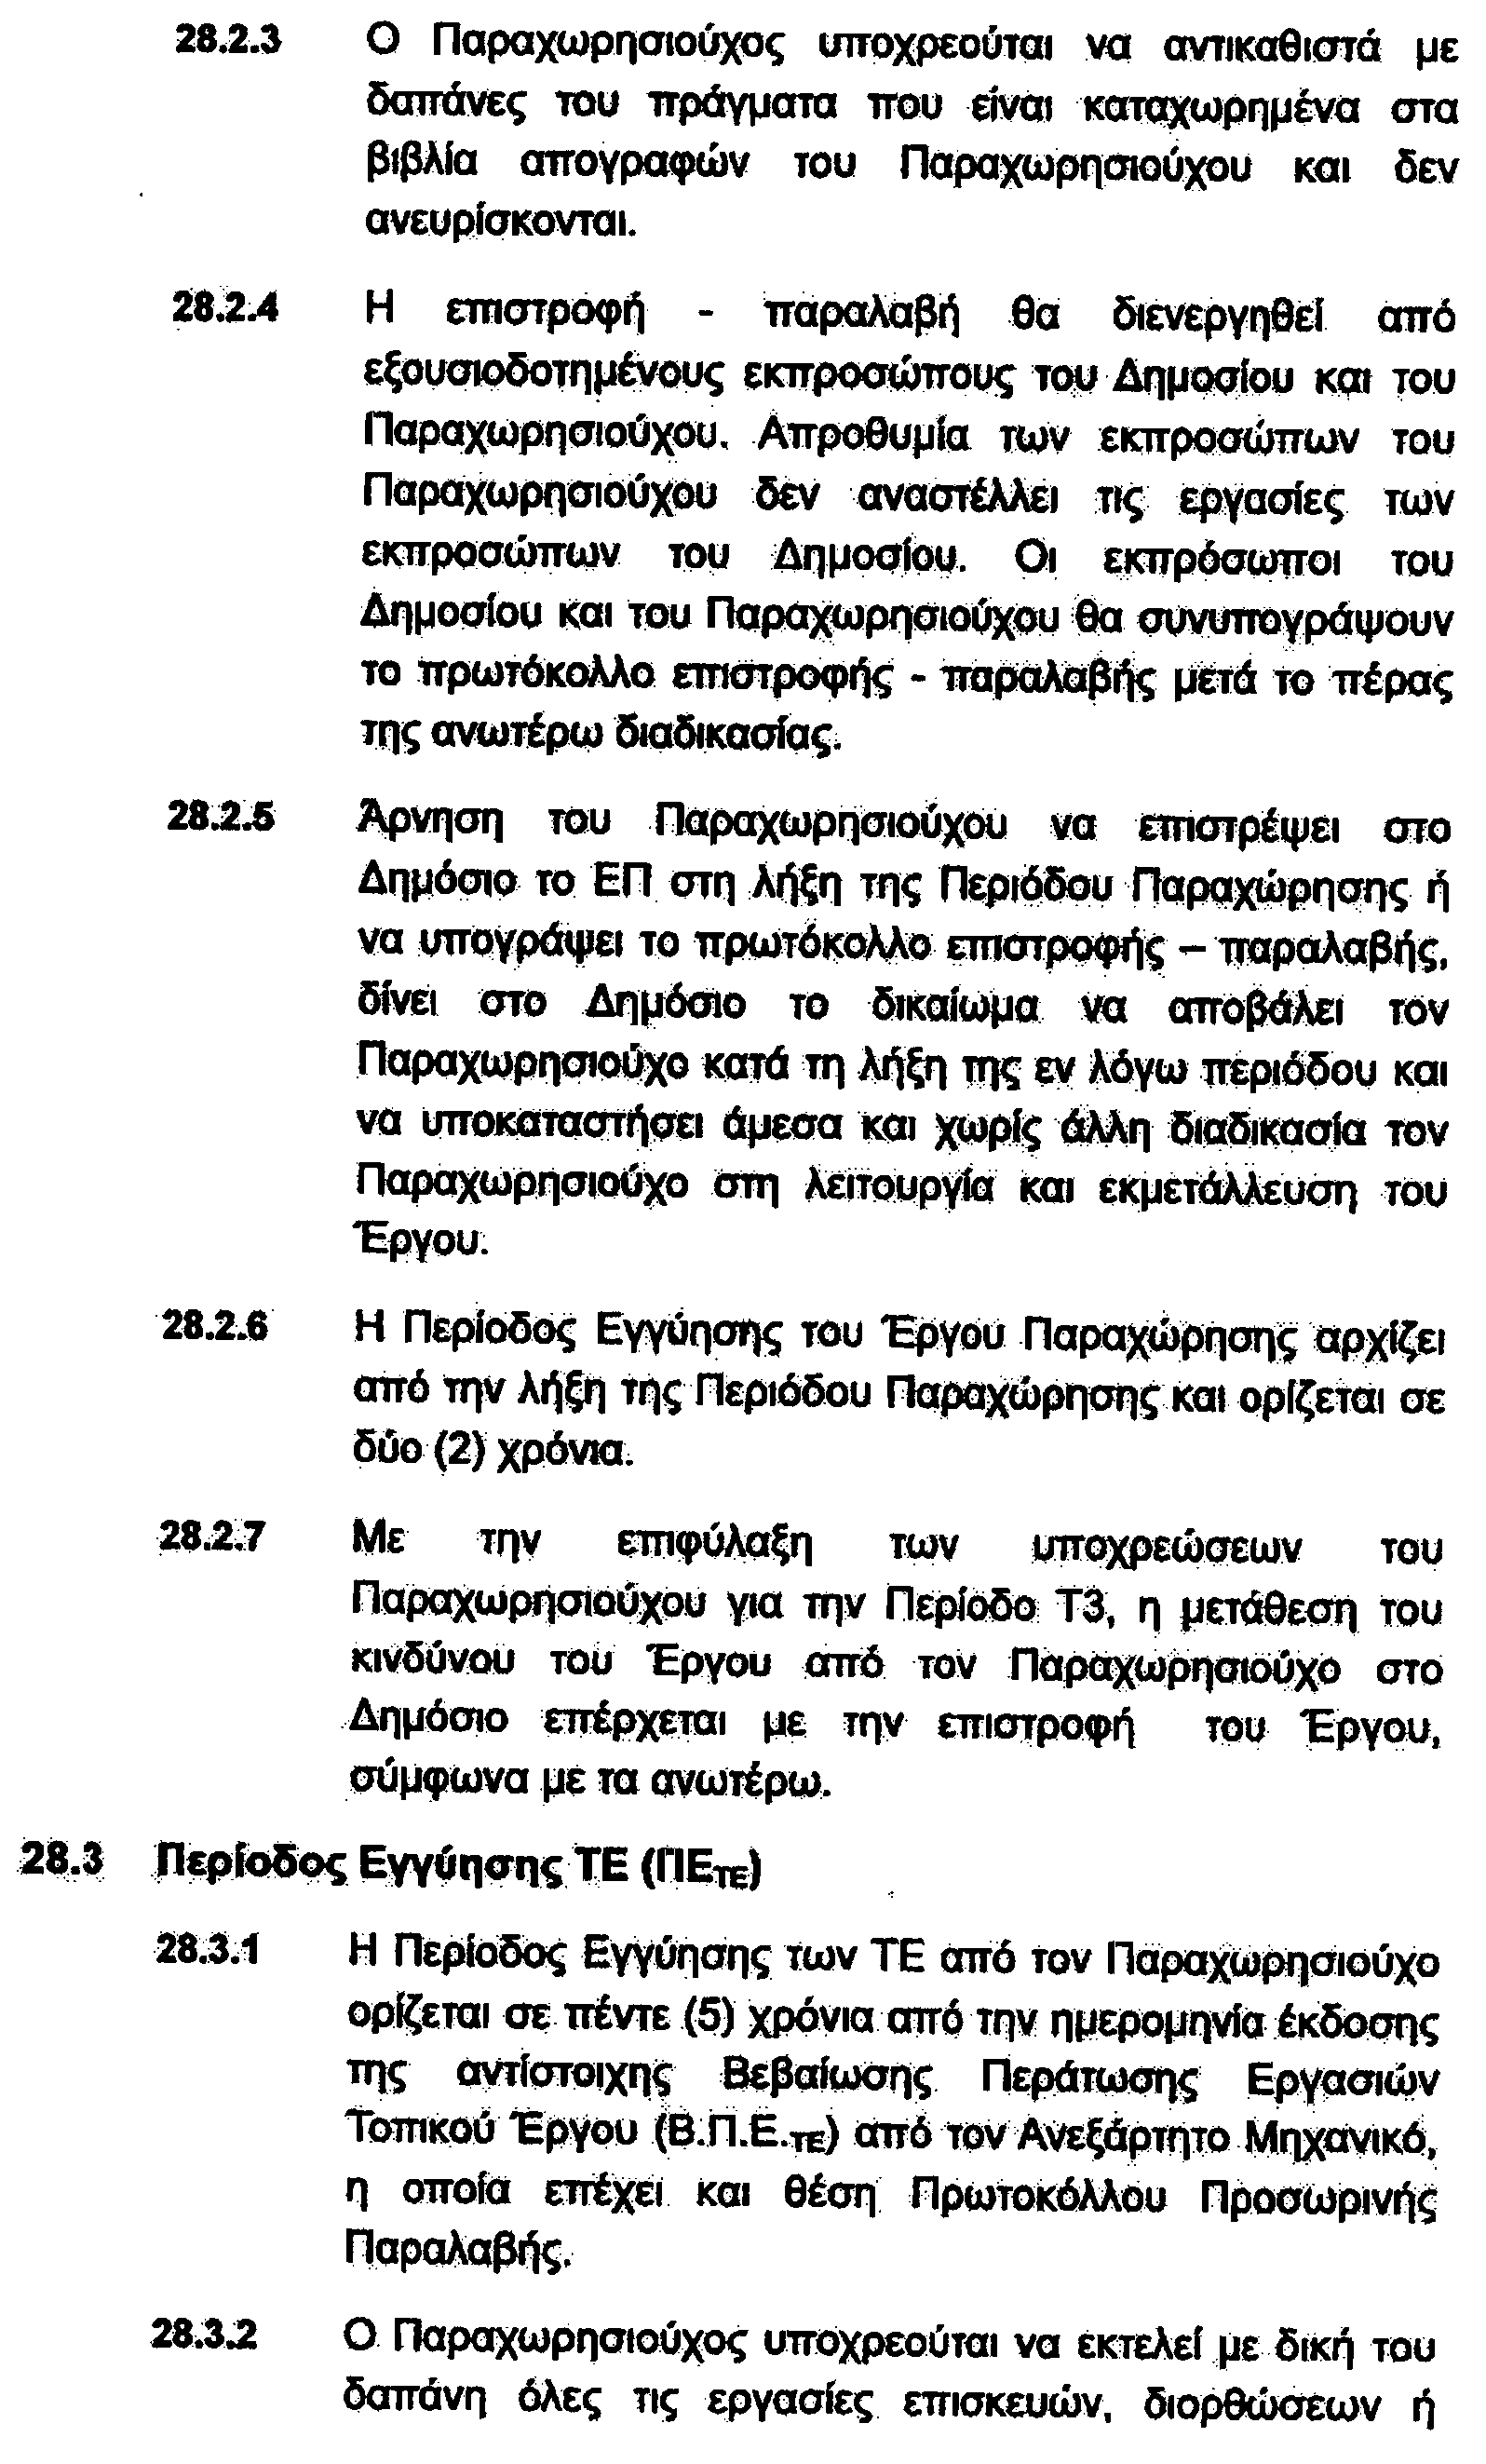 28.2.3 Ο Παραχωρησιούχος υποχρεούται να αντικαθιστά με
δαπάνες του πράγματα που είναι καταχωρημένα στα
βιβλία απογραφών του Παραχωρησιούχου και δεν
ανευρίσκονται.
28.2.4 Η επιστροφή - παραλαβή θα διενεργηθεί από
εξουσιοδοτημένους εκπροσώπους του Δημοσίου και του
Παραχωρησιούχου. Απροθυμία των εκπροσώπων του
Παραχωρησιούχου δεν αναστέλλει τις εργασίες των
εκπροσώπων του Δημοσίου. Οι εκπρόσωποι του
Δημοσίου και του Παραχωρησιούχου θα συνυπογράψουν
το πρωτόκολλο επιστροφής - παραλαβής μετά το πέρας
της ανωτέρω διαδικασίας.
28.2.5 Άρνηση του Παραχωρησιούχου να επιστρέψει στο
Δημόσιο το ΕΠ στη λήξη της Περιόδου Παραχώρησης ή
να υπογράψει το πρωτόκολλο επιστροφής – παραλαβής,
δίνει στο Δημόσιο το δικαίωμα να αποβάλει τον
Παραχωρησιούχο κατά τη λήξη της εν λόγω περιόδου και
να υποκαταστήσει άμεσα και χωρίς άλλη διαδικασία τον
Παραχωρησιούχο στη λειτουργία και εκμετάλλευση του
Έργου.
28.2.6 Η Περίοδος Εγγύησης του Έργου Παραχώρησης αρχίζει
από την λήξη της Περιόδου Παραχώρησης και ορίζεται σε
δύο (2) χρόνια.
28.2.7 Με την επιφύλαξη των υποχρεώσεων του
Παραχωρησιούχου για την Περίοδο Τ3, η μετάθεση του
κινδύνου του Έργου από τον Παραχωρησιούχο στο
Δημόσιο επέρχεται με την επιστροφή του Έργου,
σύμφωνα με τα ανωτέρω.
28.3 Περίοδος Εγγύησης ΤΕ (ΠΕΤΕ)
28.3.1 Η Περίοδος Εγγύησης των ΤΕ από τον Παραχωρησιούχο
ορίζεται σε πέντε (5) χρόνια από την ημερομηνία έκδοσης
της αντίστοιχης Βεβαίωσης Περάτωσης Εργασιών
Τοπικού Έργου (Β.Π.Ε.ΤΕ) από τον Ανεξάρτητο Μηχανικό,
η οποία επέχει και θέση Πρωτοκόλλου Προσωρινής
Παραλαβής.
28.3.2 Ο Παραχωρησιούχος υποχρεούται να εκτελεί με δική του
δαπάνη όλες τις εργασίες επισκευών, διορθώσεων ή